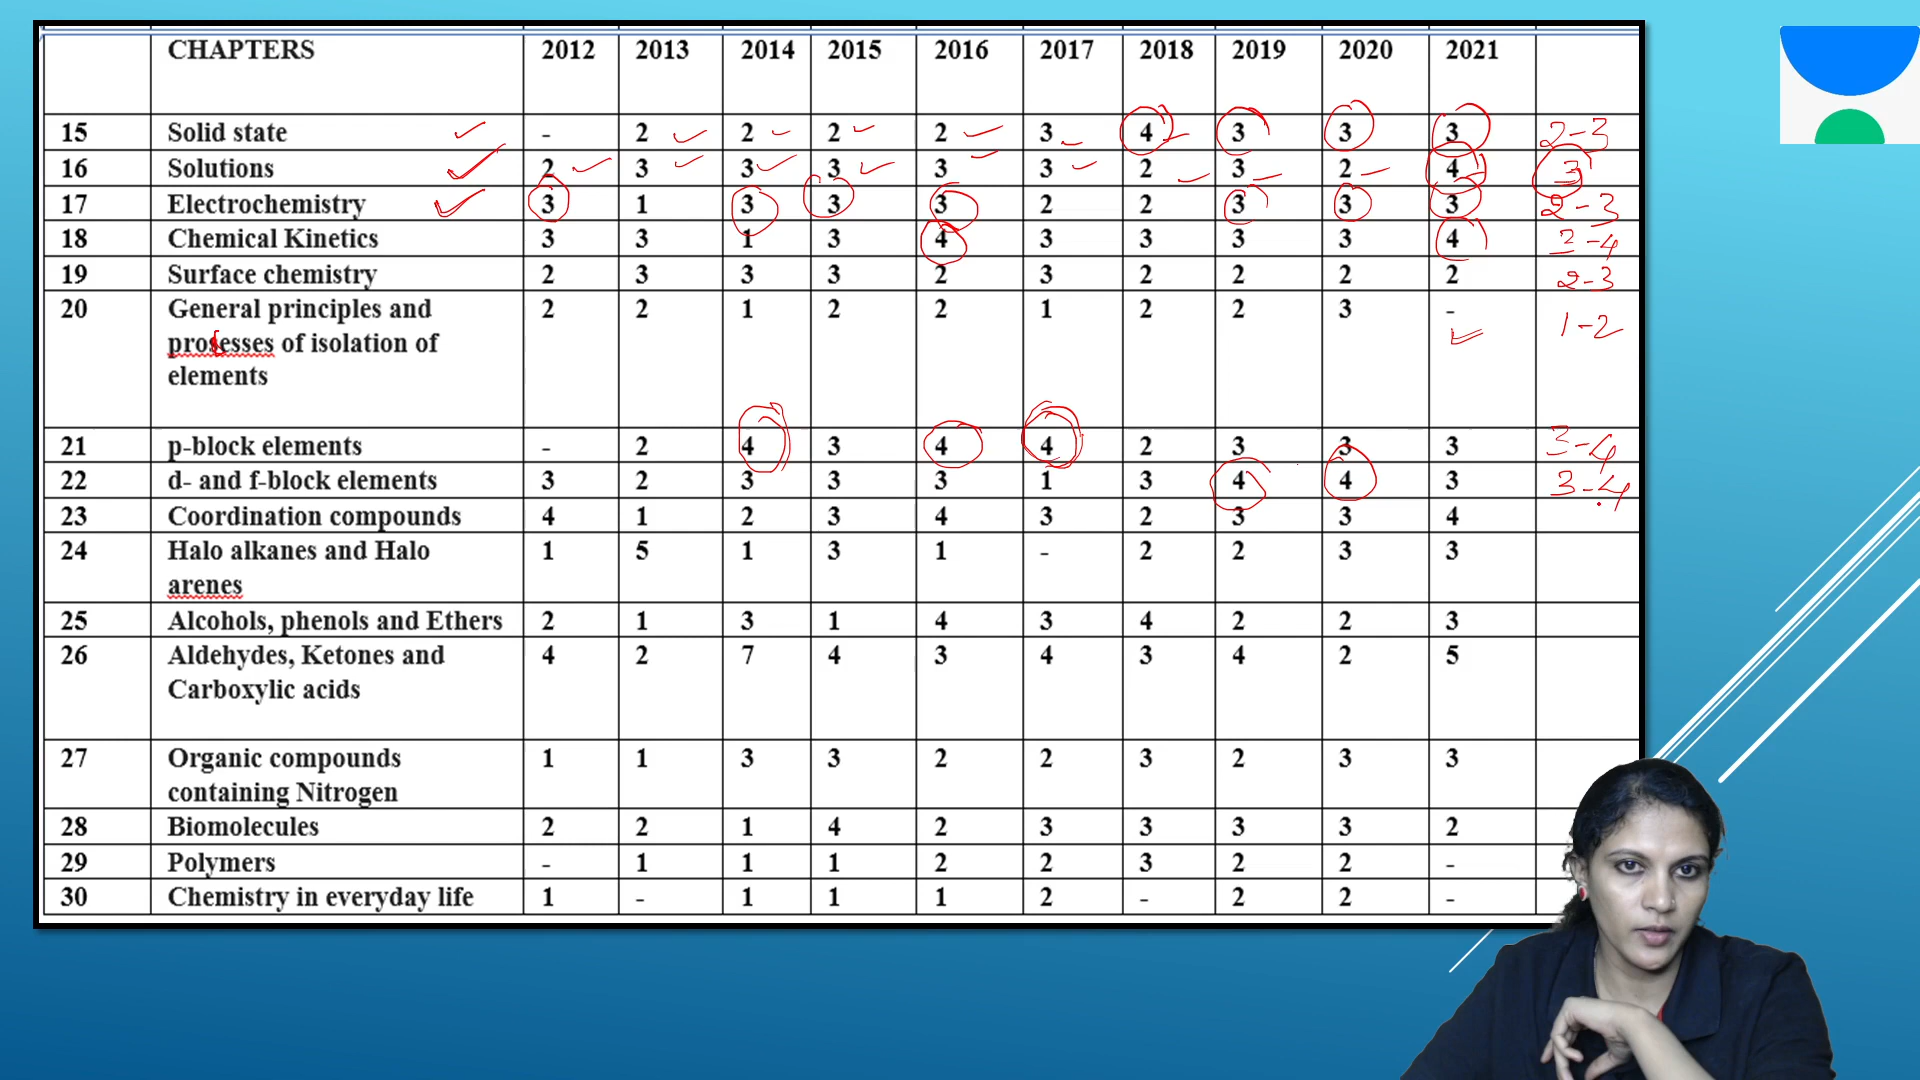 CHAPTERS 2012 2013 2014 2015 2016 2017 2018 2019 2020 2021
15 Solid state - 2 2 2 2 3 4 3 3 3 2-3
16 Solutions 2 3 3 3 3 3 2 3 2 4 3
17 Electrochemistry 3 1 3 3 3 2 2 3 3 3 2-3
18 Chemical Kinetics 3 3 1 3 4 3 3 3 3 4 3-4
19 Surface chemistry 2 3 3 3 2 3 2 2 2 2 2-3
20 General principles and 2 2 1 2 2 1 2 2 3 - 1-2
prosesses of isolation of
elements
21 p-block elements - 2 4 3 4 4 2 3 3 3 3-4
22 d- and f-block elements 3 2 3 3 3 1 3 4 4 3 3-4
23 Coordination compounds 4 1 2 3 4 3 2 3 3 4
24 Halo alkanes and Halo 1 5 1 3 1 - 2 2 3 3
arenes
25 Alcohols, phenols and Ethers 2 1 3 1 4 3 4 2 2 3
26 Aldehydes, Ketones and 4 2 7 4 3 4 3 4 2 5
Carboxylic acids
27 Organic compounds 1 1 3 3 2 2 3 2 3 3
containing Nitrogen
28 Biomolecules 2 2 1 4 2 3 3 3 3 2
29 Polymers - 1 1 1 2 2 3 2 2 -
30 Chemistry in everyday life 1 - 1 1 1 2 - 2 2 -